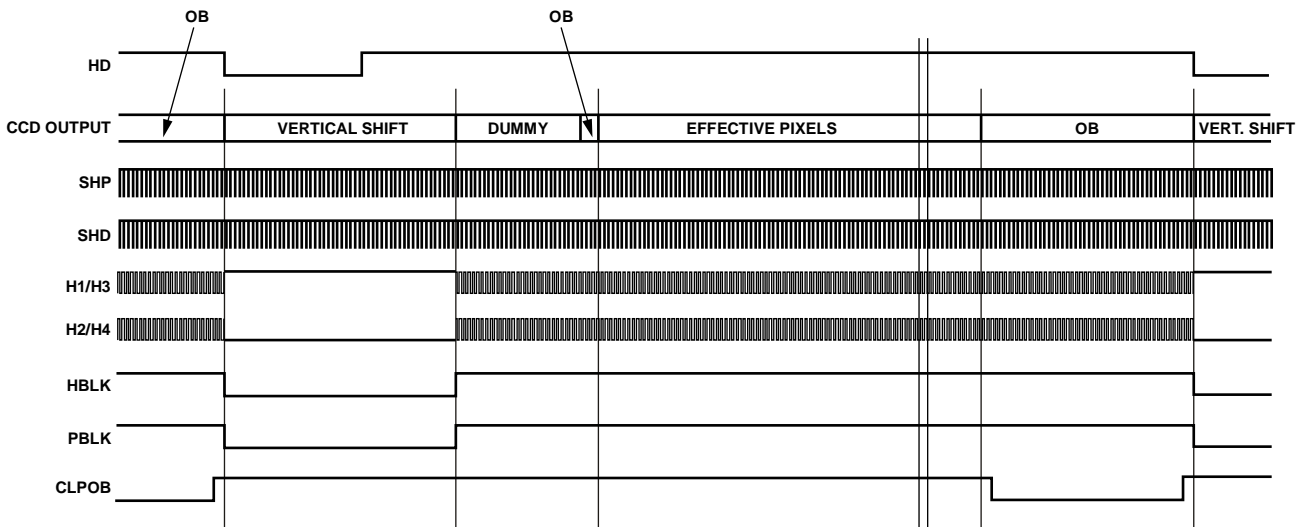 OB OB
HD
CCD OUTPUT VERTICAL SHIFT DUMMY EFFECTIVE PIXELS OB VERT. SHIFT
SHP
SHD
H1/H3
H2/H4
HBLK
PBLK
CLPOB